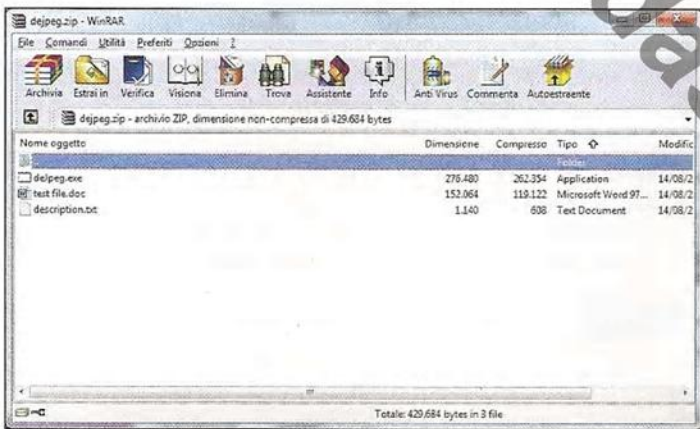 dejpeg.zip - WinRAR
File Comandi Utilità Preferiti Opzioni ?
Archivia Estrai in Verifica Visiona Elimina Trova Assistente Info Anti Virus Commenta Autoestraente
dejpeg.zip - archivio ZIP, dimensione non-compressa di 429.684 bytes
Nome oggetto Dimensione Compresso Tipo Modific
Folder
deJpeg.exe 276.480 262.354 Application 14/08/2
test file.doc 152.064 119.122 Microsoft Word 97... 14/08/2
description.txt 1.140 608 Text Document 14/08/2
Totale: 429.684 bytes in 3 file